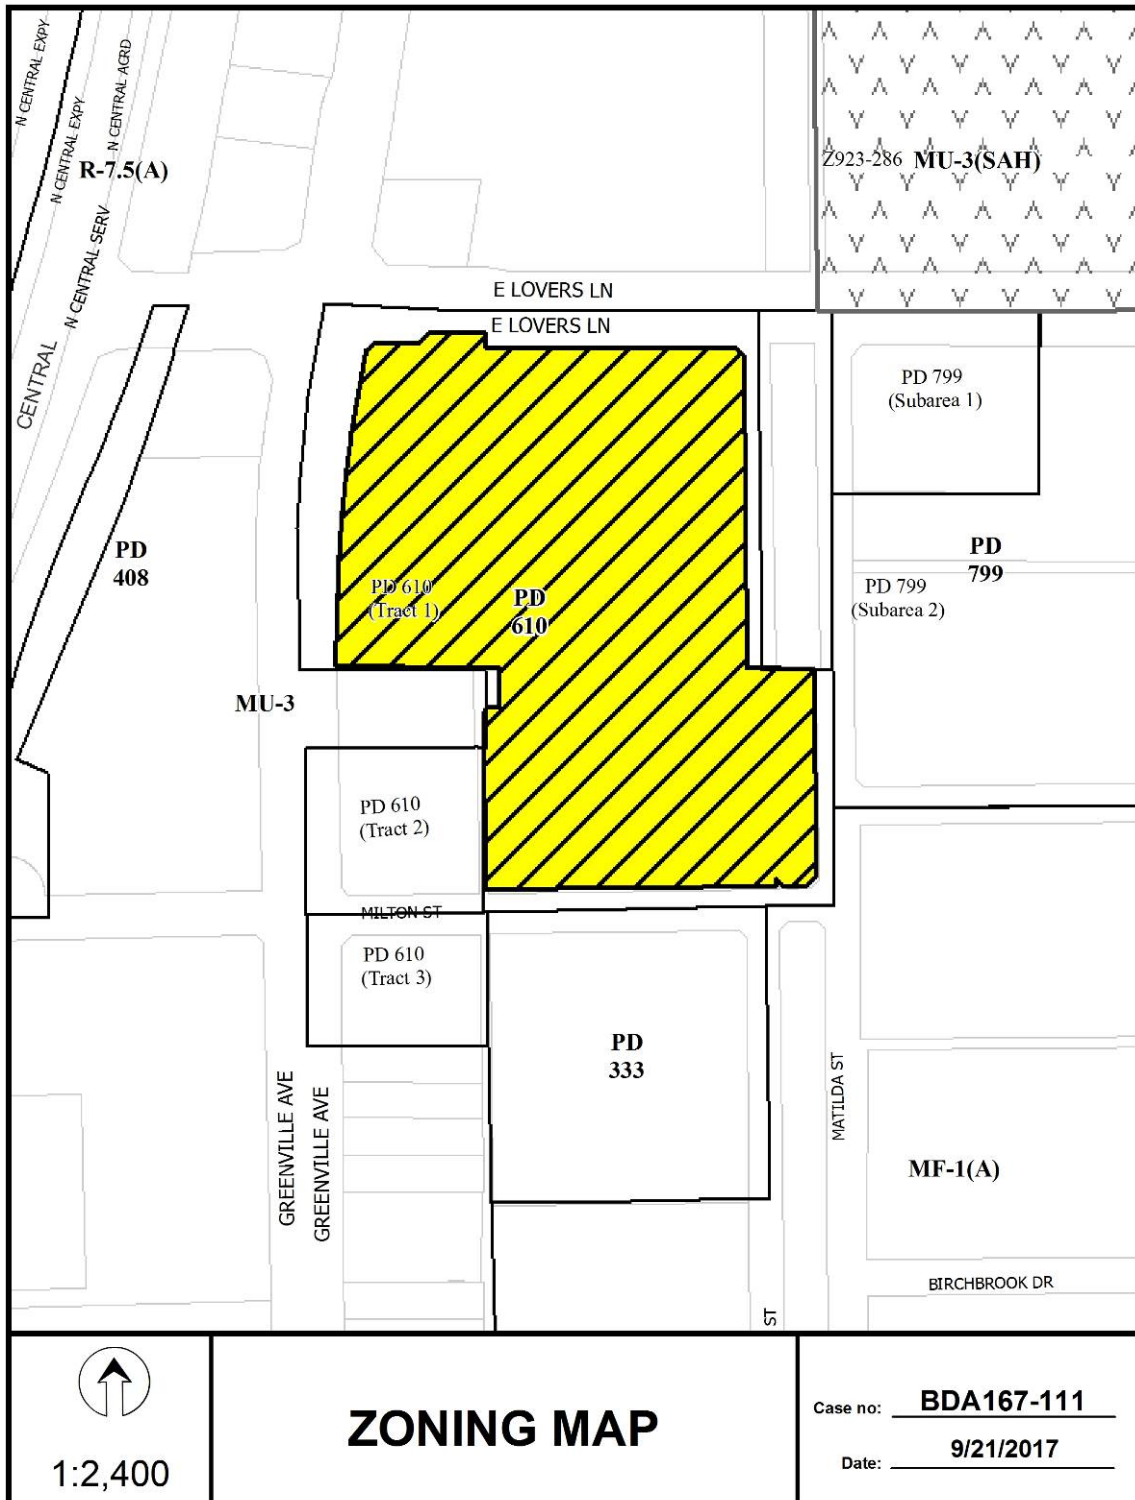 N CENTRAL EXPY
N CENTRAL EXPY
N CENTRAL ACRD
R-7.5(A)
N CENTRAL SERV
CENTRAL
Z923-286 MU-3(SAH)
E LOVERS LN
E LOVERS LN
PD 799
(Subarea 1)
PD
408
PD
799
PD 610
(Tract 1)
PD
610
PD 799
(Subarea 2)
MU-3
PD 610
(Tract 2)
MILTON ST
PD 610
(Tract 3)
PD
333
GREENVILLE AVE
GREENVILLE AVE
MATILDA ST
MF-1(A)
BIRCHBROOK DR
ST
1:2,400
ZONING MAP
Case no: BDA167-111
Date: 9/21/2017